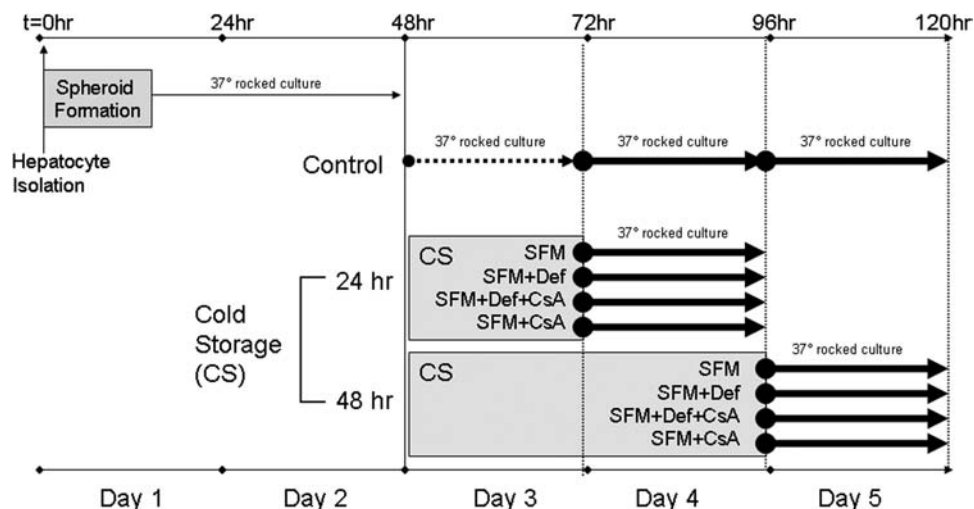 t=0hr 24hr 48hr 72hr 96hr 120hr
Spheroid
Formation
37° rocked culture
Hepatocyte
Isolation
Control
37° rocked culture 37° rocked culture 37° rocked culture
Cold
Storage
(CS)
24 hr
CS
SFM
SFM+Def
SFM+Def+CsA
SFM+CsA
37° rocked culture
48 hr
CS
SFM
SFM+Def
SFM+Def+CsA
SFM+CsA
37° rocked culture
Day 1 Day 2 Day 3 Day 4 Day 5